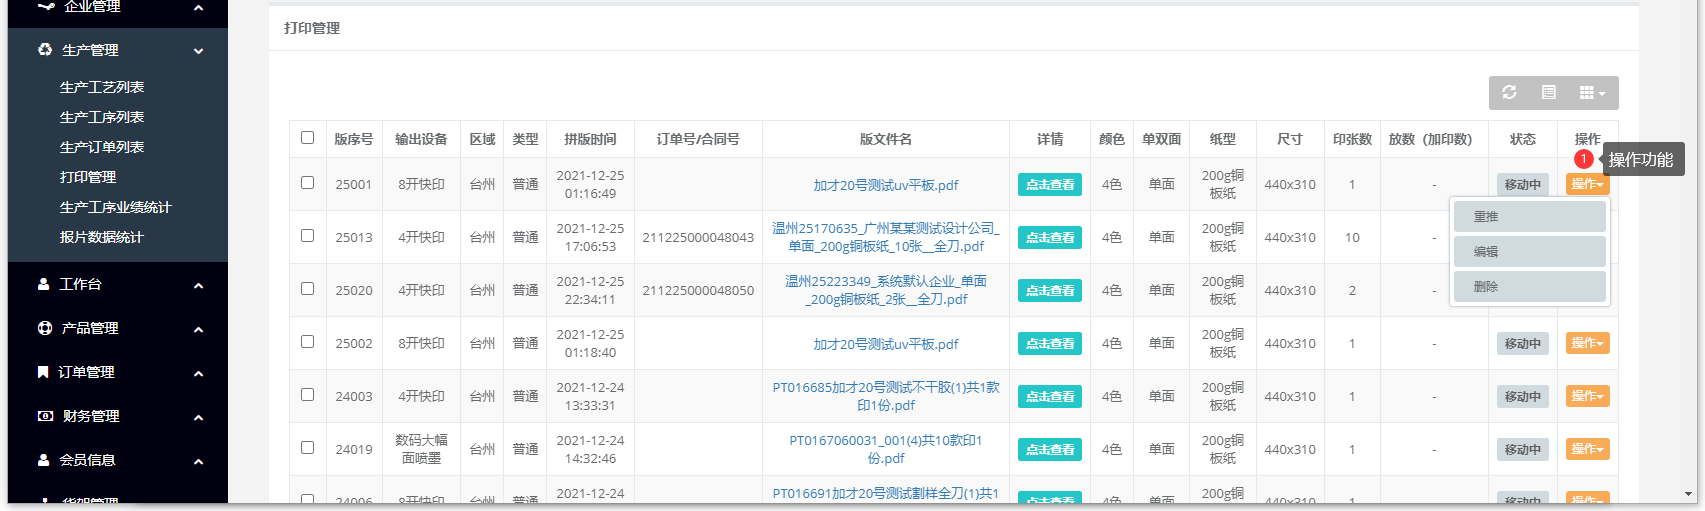 企业管理
生产管理
生产工艺列表
生产工序列表
生产订单列表
打印管理
生产工序业绩统计
报片数据统计
工作台
产品管理
订单管理
财务管理
会员信息
货架管理
打印管理
版序号 输出设备 区域 类型 拼版时间 订单号/合同号 版文件名 详情 颜色 单双面 纸型 尺寸 印张数 放数（加印数） 状态 操作
1 操作功能
25001 8开快印 台州 普通 2021-12-25 01:16:49 加才20号测试uv平板.pdf 点击查看 4色 单面 200g铜板纸 440x310 1 - 移动中 操作
重推
编辑
删除
25013 4开快印 台州 普通 2021-12-25 17:06:53 211225000048043 温州25170635_广州某某测试设计公司_单面_200g铜板纸_10张__全刀.pdf 点击查看 4色 单面 200g铜板纸 440x310 10 -
25020 4开快印 台州 普通 2021-12-25 22:34:11 211225000048050 温州25223349_系统默认企业_单面_200g铜板纸_2张__全刀.pdf 点击查看 4色 单面 200g铜板纸 440x310 2 -
25002 8开快印 台州 普通 2021-12-25 01:18:40 加才20号测试uv平板.pdf 点击查看 4色 单面 200g铜板纸 440x310 1 - 移动中 操作
24003 4开快印 台州 普通 2021-12-24 13:33:31 PT016685加才20号测试不干胶(1)共1款印1份.pdf 点击查看 4色 单面 200g铜板纸 440x310 1 - 移动中 操作
24019 数码大幅面喷墨 台州 普通 2021-12-24 14:32:46 PT0167060031_001(4)共10款印1份.pdf 点击查看 4色 单面 200g铜板纸 440x310 1 - 移动中 操作
24006 8开快印 台州 普通 2021-12-24 PT016691加才20号测试割样全刀(1)共1 点击查看 4色 单面 200g铜 440x310 1 - 移动中 操作